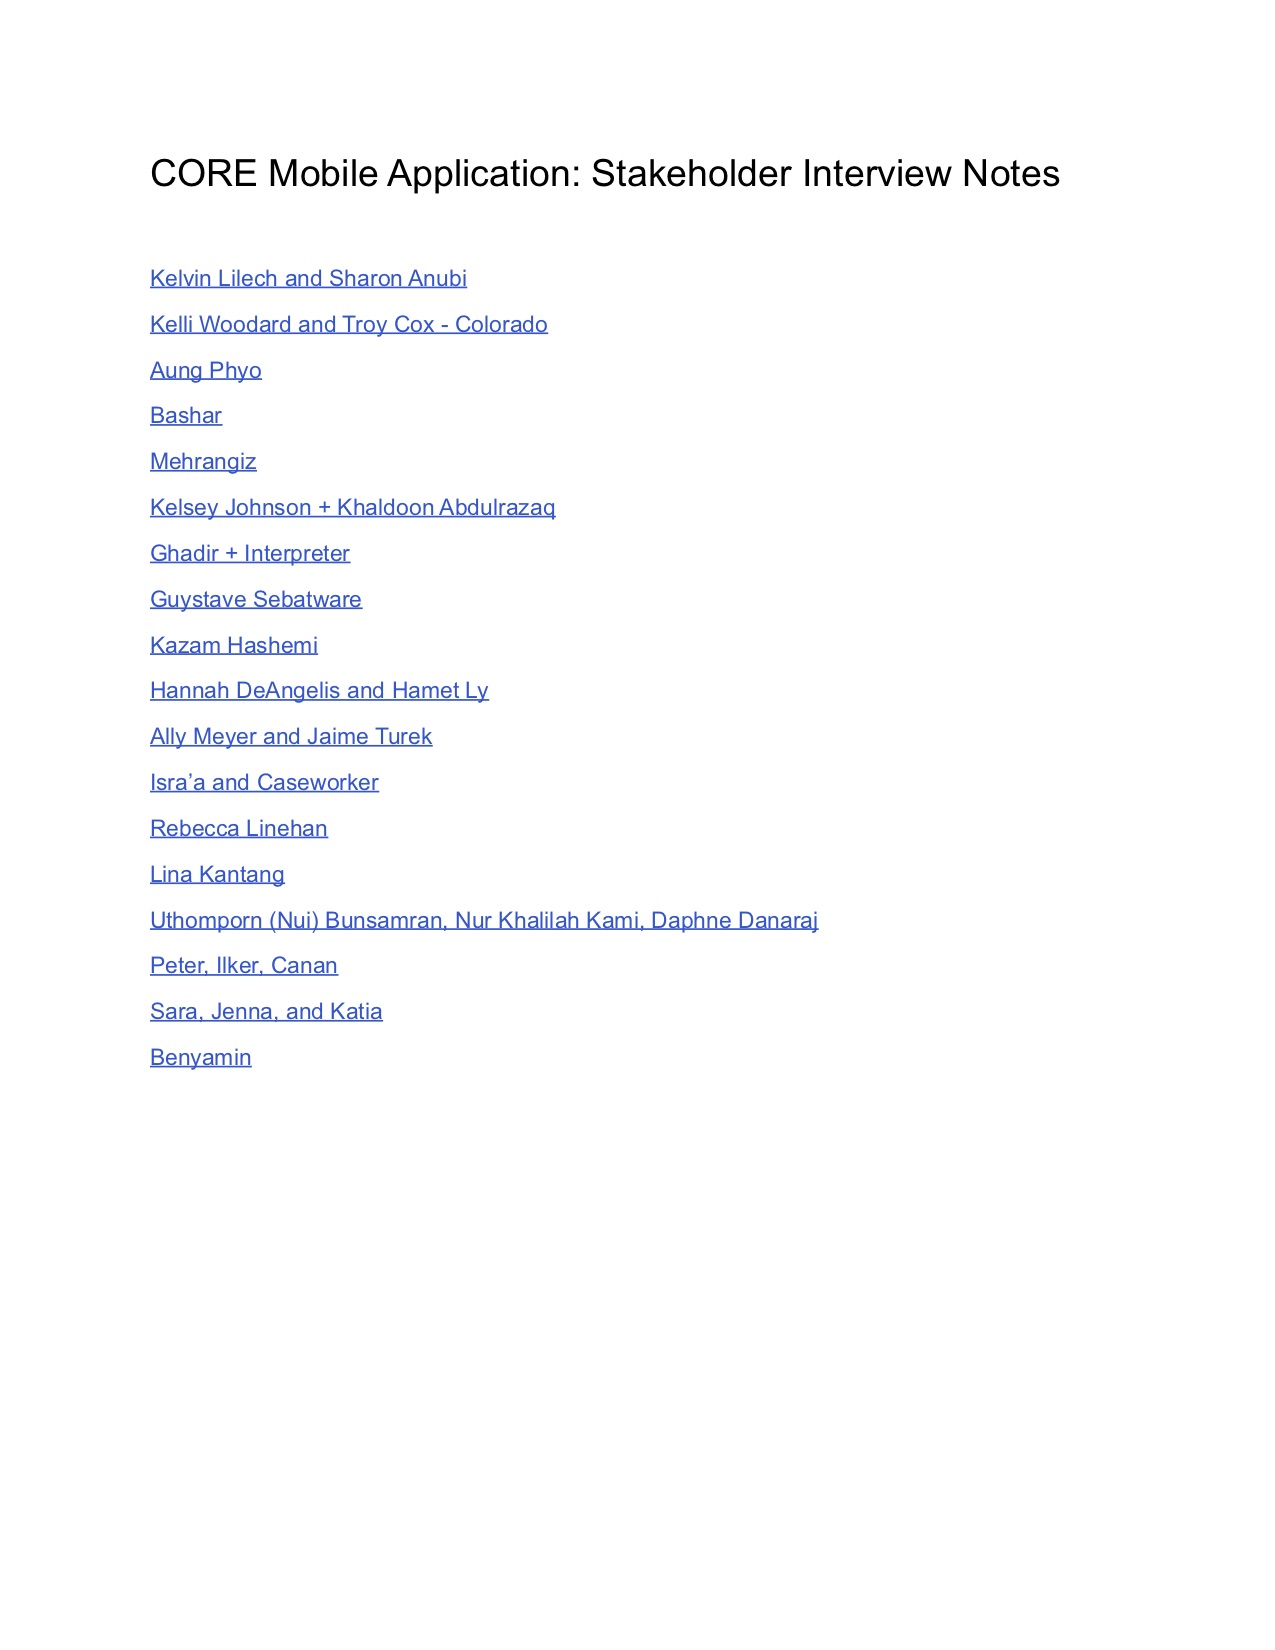 CORE Mobile Application: Stakeholder Interview Notes
Kelvin Lilech and Sharon Anubi
Kelli Woodard and Troy Cox - Colorado
Aung Phyo
Bashar
Mehrangiz
Kelsey Johnson + Khaldoon Abdulrazaq
Ghadir + Interpreter
Guystave Sebatware
Kazam Hashemi
Hannah DeAngelis and Hamet Ly
Ally Meyer and Jaime Turek
Isra’a and Caseworker
Rebecca Linehan
Lina Kantang
Uthomporn (Nui) Bunsamran, Nur Khalilah Kami, Daphne Danaraj
Peter, Ilker, Canan
Sara, Jenna, and Katia
Benyamin